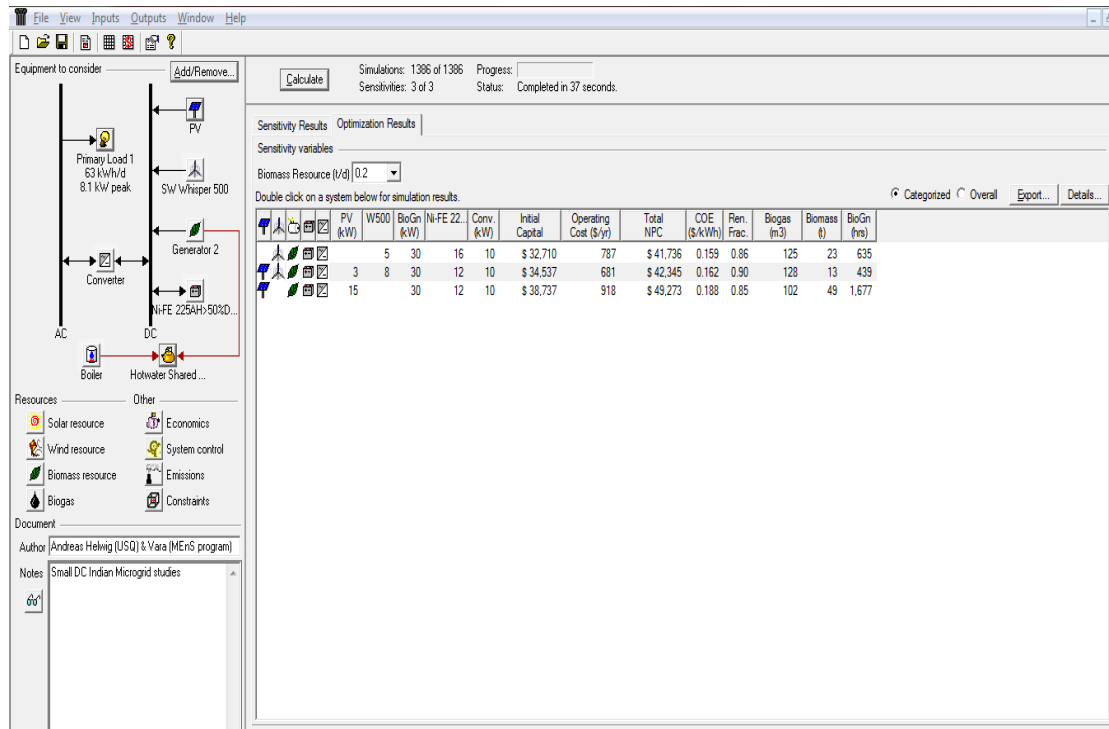 File View Inputs Outputs Window Help
Equipment to consider Add/Remove...
Calculate
Simulations: 1386 of 1386 Progress:
Sensitivities: 3 of 3 Status: Completed in 37 seconds.
PV
Primary Load 1
63 kWh/d
8.1 kW peak
SW Whisper 500
Generator 2
Converter
Ni-FE 225AH>50%D...
AC DC
Boiler Hotwater Shared ...
Resources Other
Solar resource Economics
Wind resource System control
Biomass resource Emissions
Biogas Constraints
Document
Author Andreas Helwig (USQ) & Vara (MEnS program)
Notes Small DC Indian Microgrid studies
Sensitivity Results Optimization Results
Sensitivity variables
Biomass Resource (t/d) 0.2
Double click on a system below for simulation results.
Categorized Overall Export... Details...
PV (kW) W500 BioGn (kW) Ni-FE 22... Conv. (kW) Initial Capital Operating Cost ($/yr) Total NPC COE ($/kWh) Ren. Frac. Biogas (m3) Biomass (t) BioGn (hrs)
5 30 16 10 $ 32,710 787 $ 41,736 0.159 0.86 125 23 635
3 8 30 12 10 $ 34,537 681 $ 42,345 0.162 0.90 128 13 439
15 30 12 10 $ 38,737 918 $ 49,273 0.188 0.85 102 49 1,677